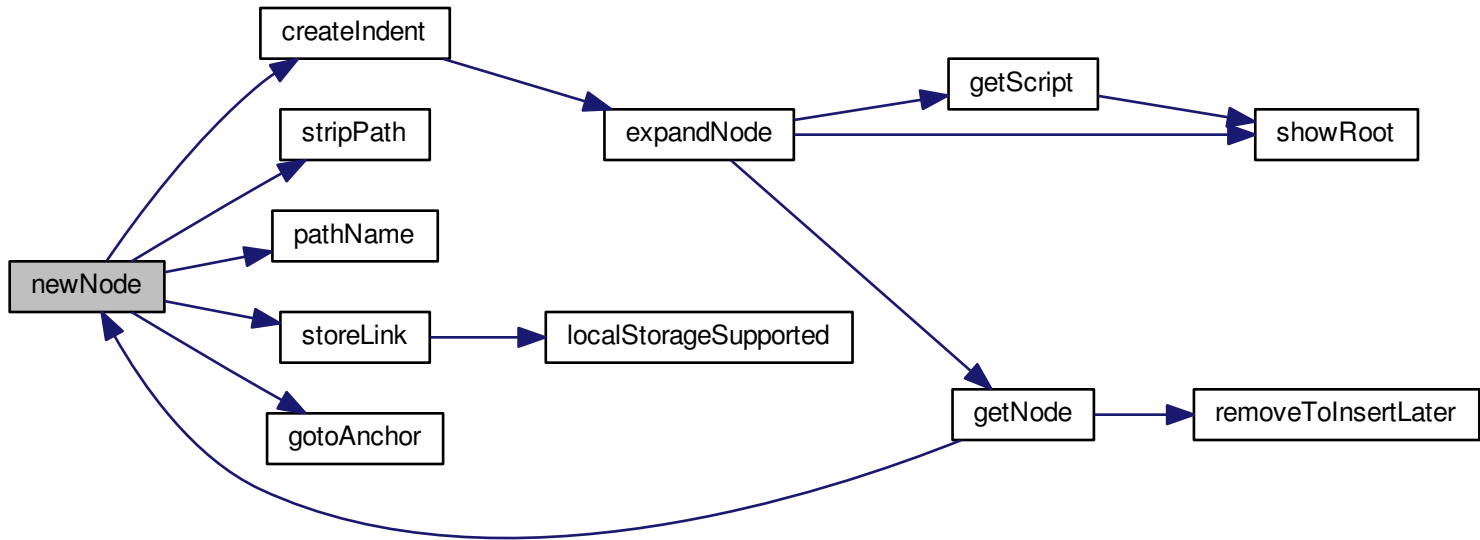 createIndent
getScript
stripPath
expandNode
showRoot
pathName
newNode
storeLink
localStorageSupported
getNode
removeToInsertLater
gotoAnchor